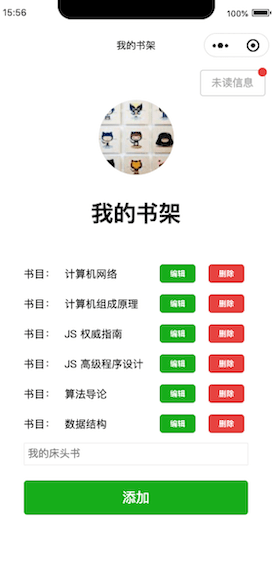 15:56
100%
我的书架
未读信息
我的书架
书目： 计算机网络 编辑 删除
书目： 计算机组成原理 编辑 删除
书目： JS 权威指南 编辑 删除
书目： JS 高级程序设计 编辑 删除
书目： 算法导论 编辑 删除
书目： 数据结构 编辑 删除
我的床头书
添加